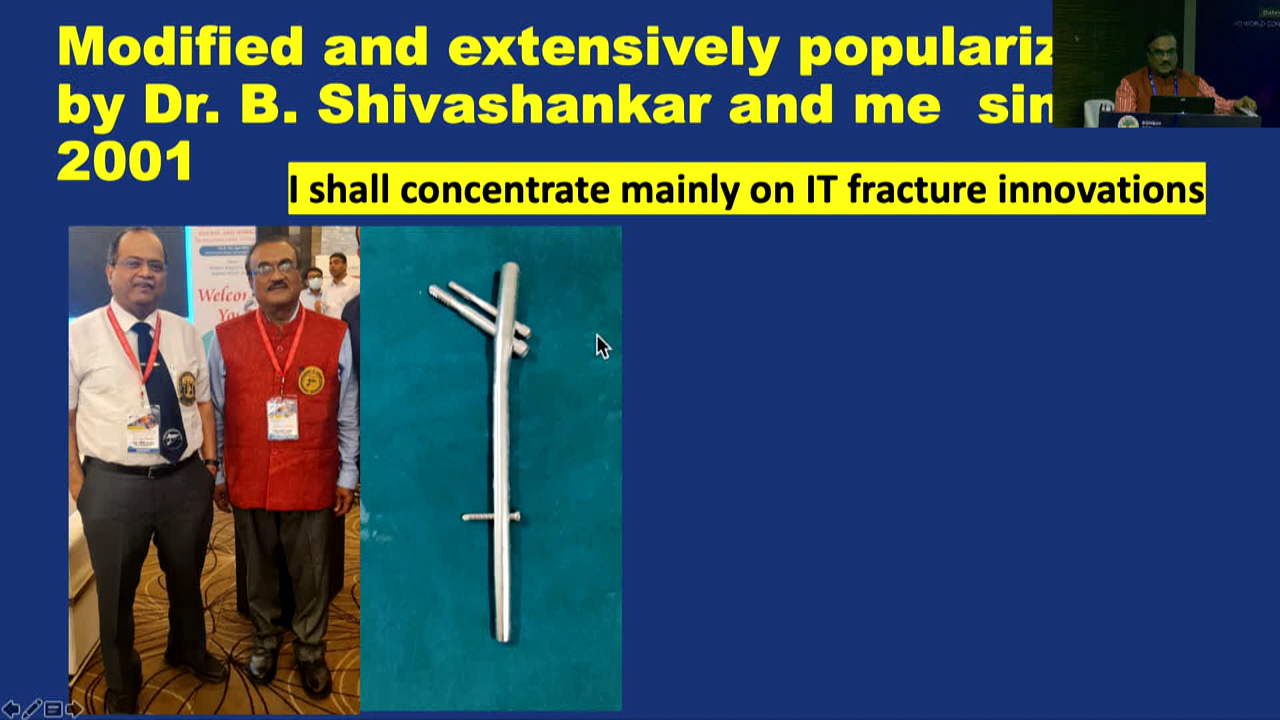 Modified and extensively populariz
by Dr. B. Shivashankar and me sin
2001
I shall concentrate mainly on IT fracture innovations
Welco
Yo